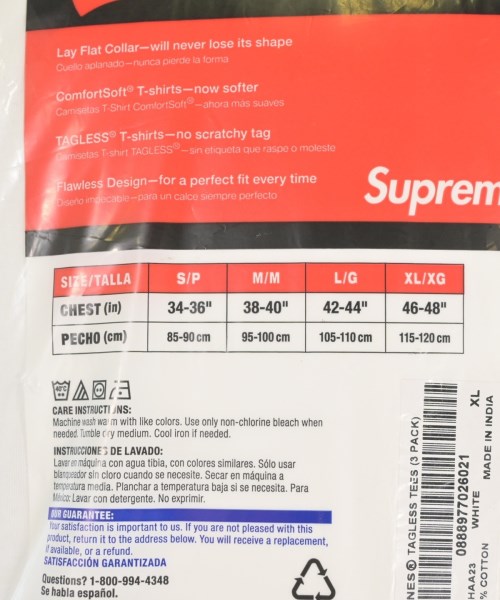 Lay Flat Collar—will never lose its shape
Cuello aplanado—nunca pierde la forma
ComfortSoft® T-shirts—now softer
Camisetas T-Shirt ComfortSoft®—ahora más suaves
TAGLESS® T-shirts—no scratchy tag
Camisetas T-shirt TAGLESS®—sin etiqueta que raspe o moleste
Flawless Design—for a perfect fit every time
Diseño impecable—para un calce siempre perfecto
Suprem
SIZE/TALLA S/P M/M L/G XL/XG
CHEST (in) 34-36" 38-40" 42-44" 46-48"
PECHO (cm) 85-90 cm 95-100 cm 105-110 cm 115-120 cm
40°C
CARE INSTRUCTIONS:
Machine wash warm with like colors. Use only non-chlorine bleach when
needed. Tumble dry medium. Cool iron if needed.
INSTRUCCIONES DE LAVADO:
Lavar en máquina con agua tibia, con colores similares. Sólo usar
blanqueador sin cloro cuando se necesite. Secar en máquina a
temperatura media. Planchar a temperatura baja si se necesita. Para
México: Lavar con detergente. No exprimir.
OUR GUARANTEE:
Your satisfaction is important to us. If you are not pleased with this
product, return it to the address below. You will receive a replacement,
if available, or a refund.
SATISFACCIÓN GARANTIZADA
Questions? 1-800-994-4348
Se habla español.
NES® TAGLESS TEES (3 PACK)
0888977026021
HAA23 WHITE XL
% COTTON MADE IN INDIA